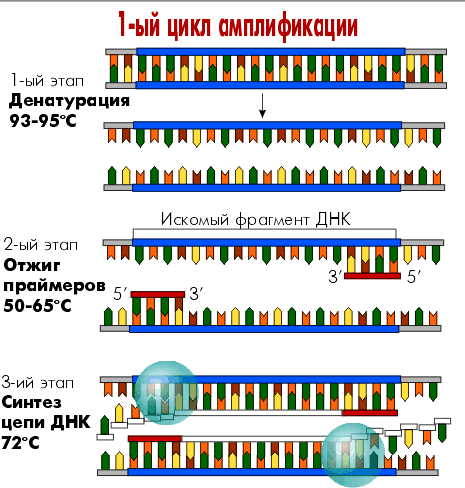 1-ый цикл амплификации
1-ый этап
Денатурация
93-95°C
Искомый фрагмент ДНК
2-ой этап
Отжиг
праймеров
50-65°C
3′ 5′
5′ 3′
3-ий этап
Синтез
цепи ДНК
72°C